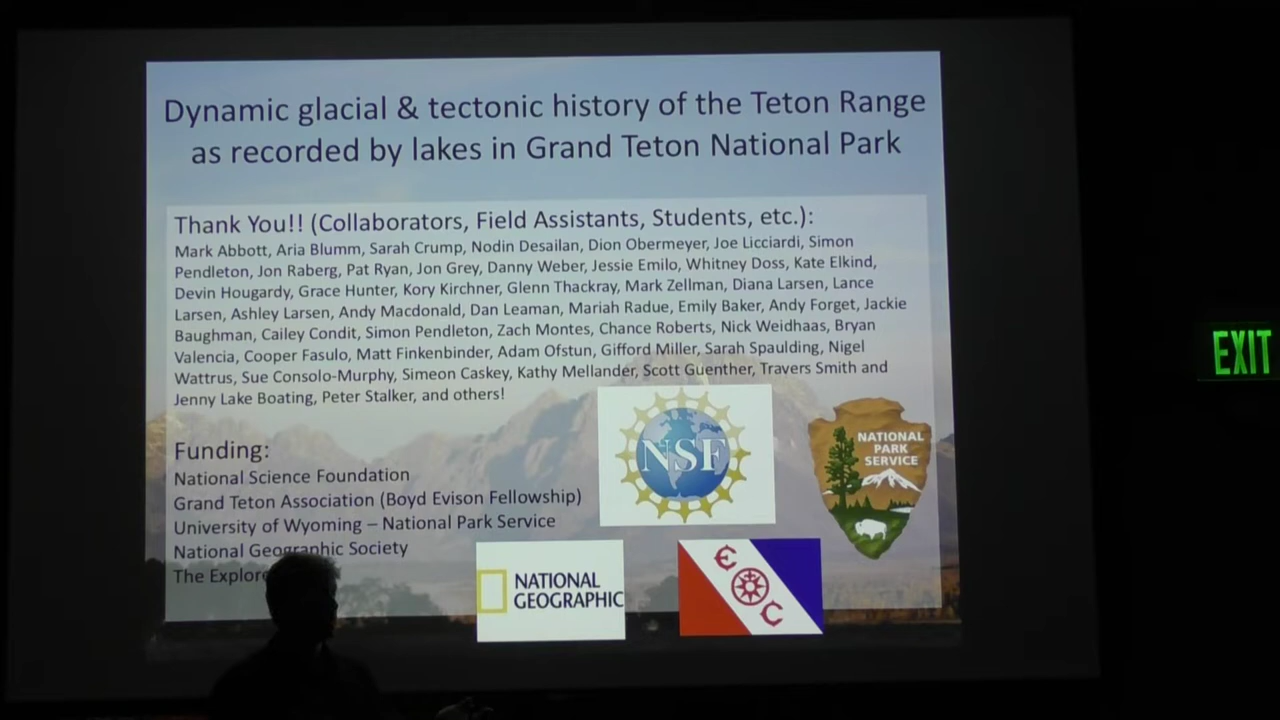 Dynamic glacial & tectonic history of the Teton Range
as recorded by lakes in Grand Teton National Park
Thank You!! (Collaborators, Field Assistants, Students, etc.):
Mark Abbott, Aria Blumm, Sarah Crump, Nodin Desailan, Dion Obermeyer, Joe Licciardi, Simon
Pendleton, Jon Raberg, Pat Ryan, Jon Grey, Danny Weber, Jessie Emilo, Whitney Doss, Kate Elkind,
Devin Hougardy, Grace Hunter, Kory Kirchner, Glenn Thackray, Mark Zellman, Diana Larsen, Lance
Larsen, Ashley Larsen, Andy Macdonald, Dan Leaman, Mariah Radue, Emily Baker, Andy Forget, Jackie
Baughman, Cailey Condit, Simon Pendleton, Zach Montes, Chance Roberts, Nick Weidhaas, Bryan
Valencia, Cooper Fasulo, Matt Finkenbinder, Adam Ofstun, Gifford Miller, Sarah Spaulding, Nigel
Wattrus, Sue Consolo-Murphy, Simeon Caskey, Kathy Mellander, Scott Guenther, Travers Smith and
Jenny Lake Boating, Peter Stalker, and others!
Funding:
National Science Foundation
Grand Teton Association (Boyd Evison Fellowship)
University of Wyoming – National Park Service
National Geographic Society
The
NSF
NATIONAL
PARK
SERVICE
NATIONAL
GEOGRAPHIC
E
C
EXIT